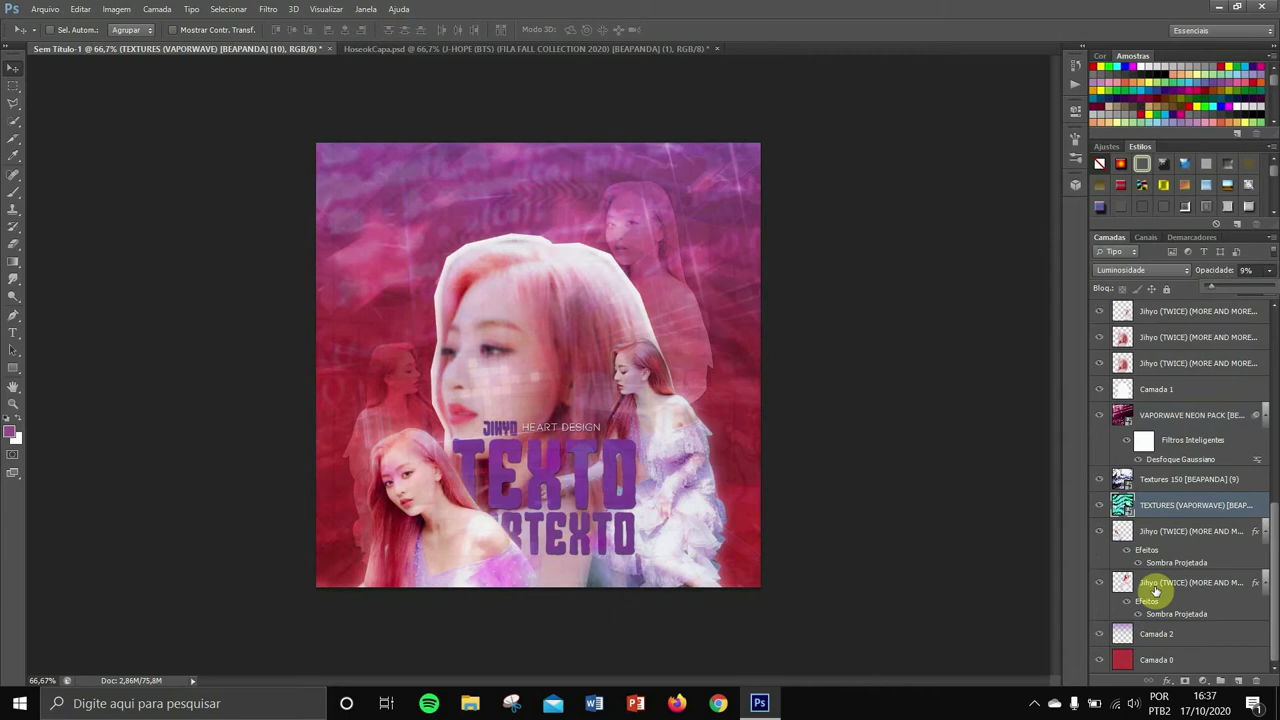 Ps Arquivo Editar Imagem Camada Tipo Selecionar Filtro 3D Visualizar Janela Ajuda
Sel. Autom.: Agrupar Mostrar Contr. Transf. Modo 3D: Essenciais
Sem Título-1 @ 66,7% (TEXTURES (VAPORWAVE) [BEAPANDA] (10), RGB/8) * × HoseokCapa.psd @ 66,7% (J-HOPE (BTS) (FILA FALL COLLECTION 2020) [BEAPANDA] (1), RGB/8) * ×
Cor Amostras
Ajustes Estilos
Camadas Canais Demarcadores
Tipo
Luminosidade Opacidade: 9%
Bloq.:
Jihyo (TWICE) (MORE AND MORE...
Jihyo (TWICE) (MORE AND MORE...
Jihyo (TWICE) (MORE AND MORE...
Camada 1
VAPORWAVE NEON PACK [BE...
Filtros Inteligentes
Desfoque Gaussiano
Textures 150 [BEAPANDA] (9)
TEXTURES (VAPORWAVE) [BEAP...
Jihyo (TWICE) (MORE AND M... fx
Efeitos
Sombra Projetada
Jihyo (TWICE) (MORE AND M... fx
Efeitos
Sombra Projetada
Camada 2
Camada 0
JIHYO HEART DESIGN
TEXTO
RTEXTO
66,67% Doc: 2,86M/75,8M
Digite aqui para pesquisar
POR
PTB2
16:37
17/10/2020